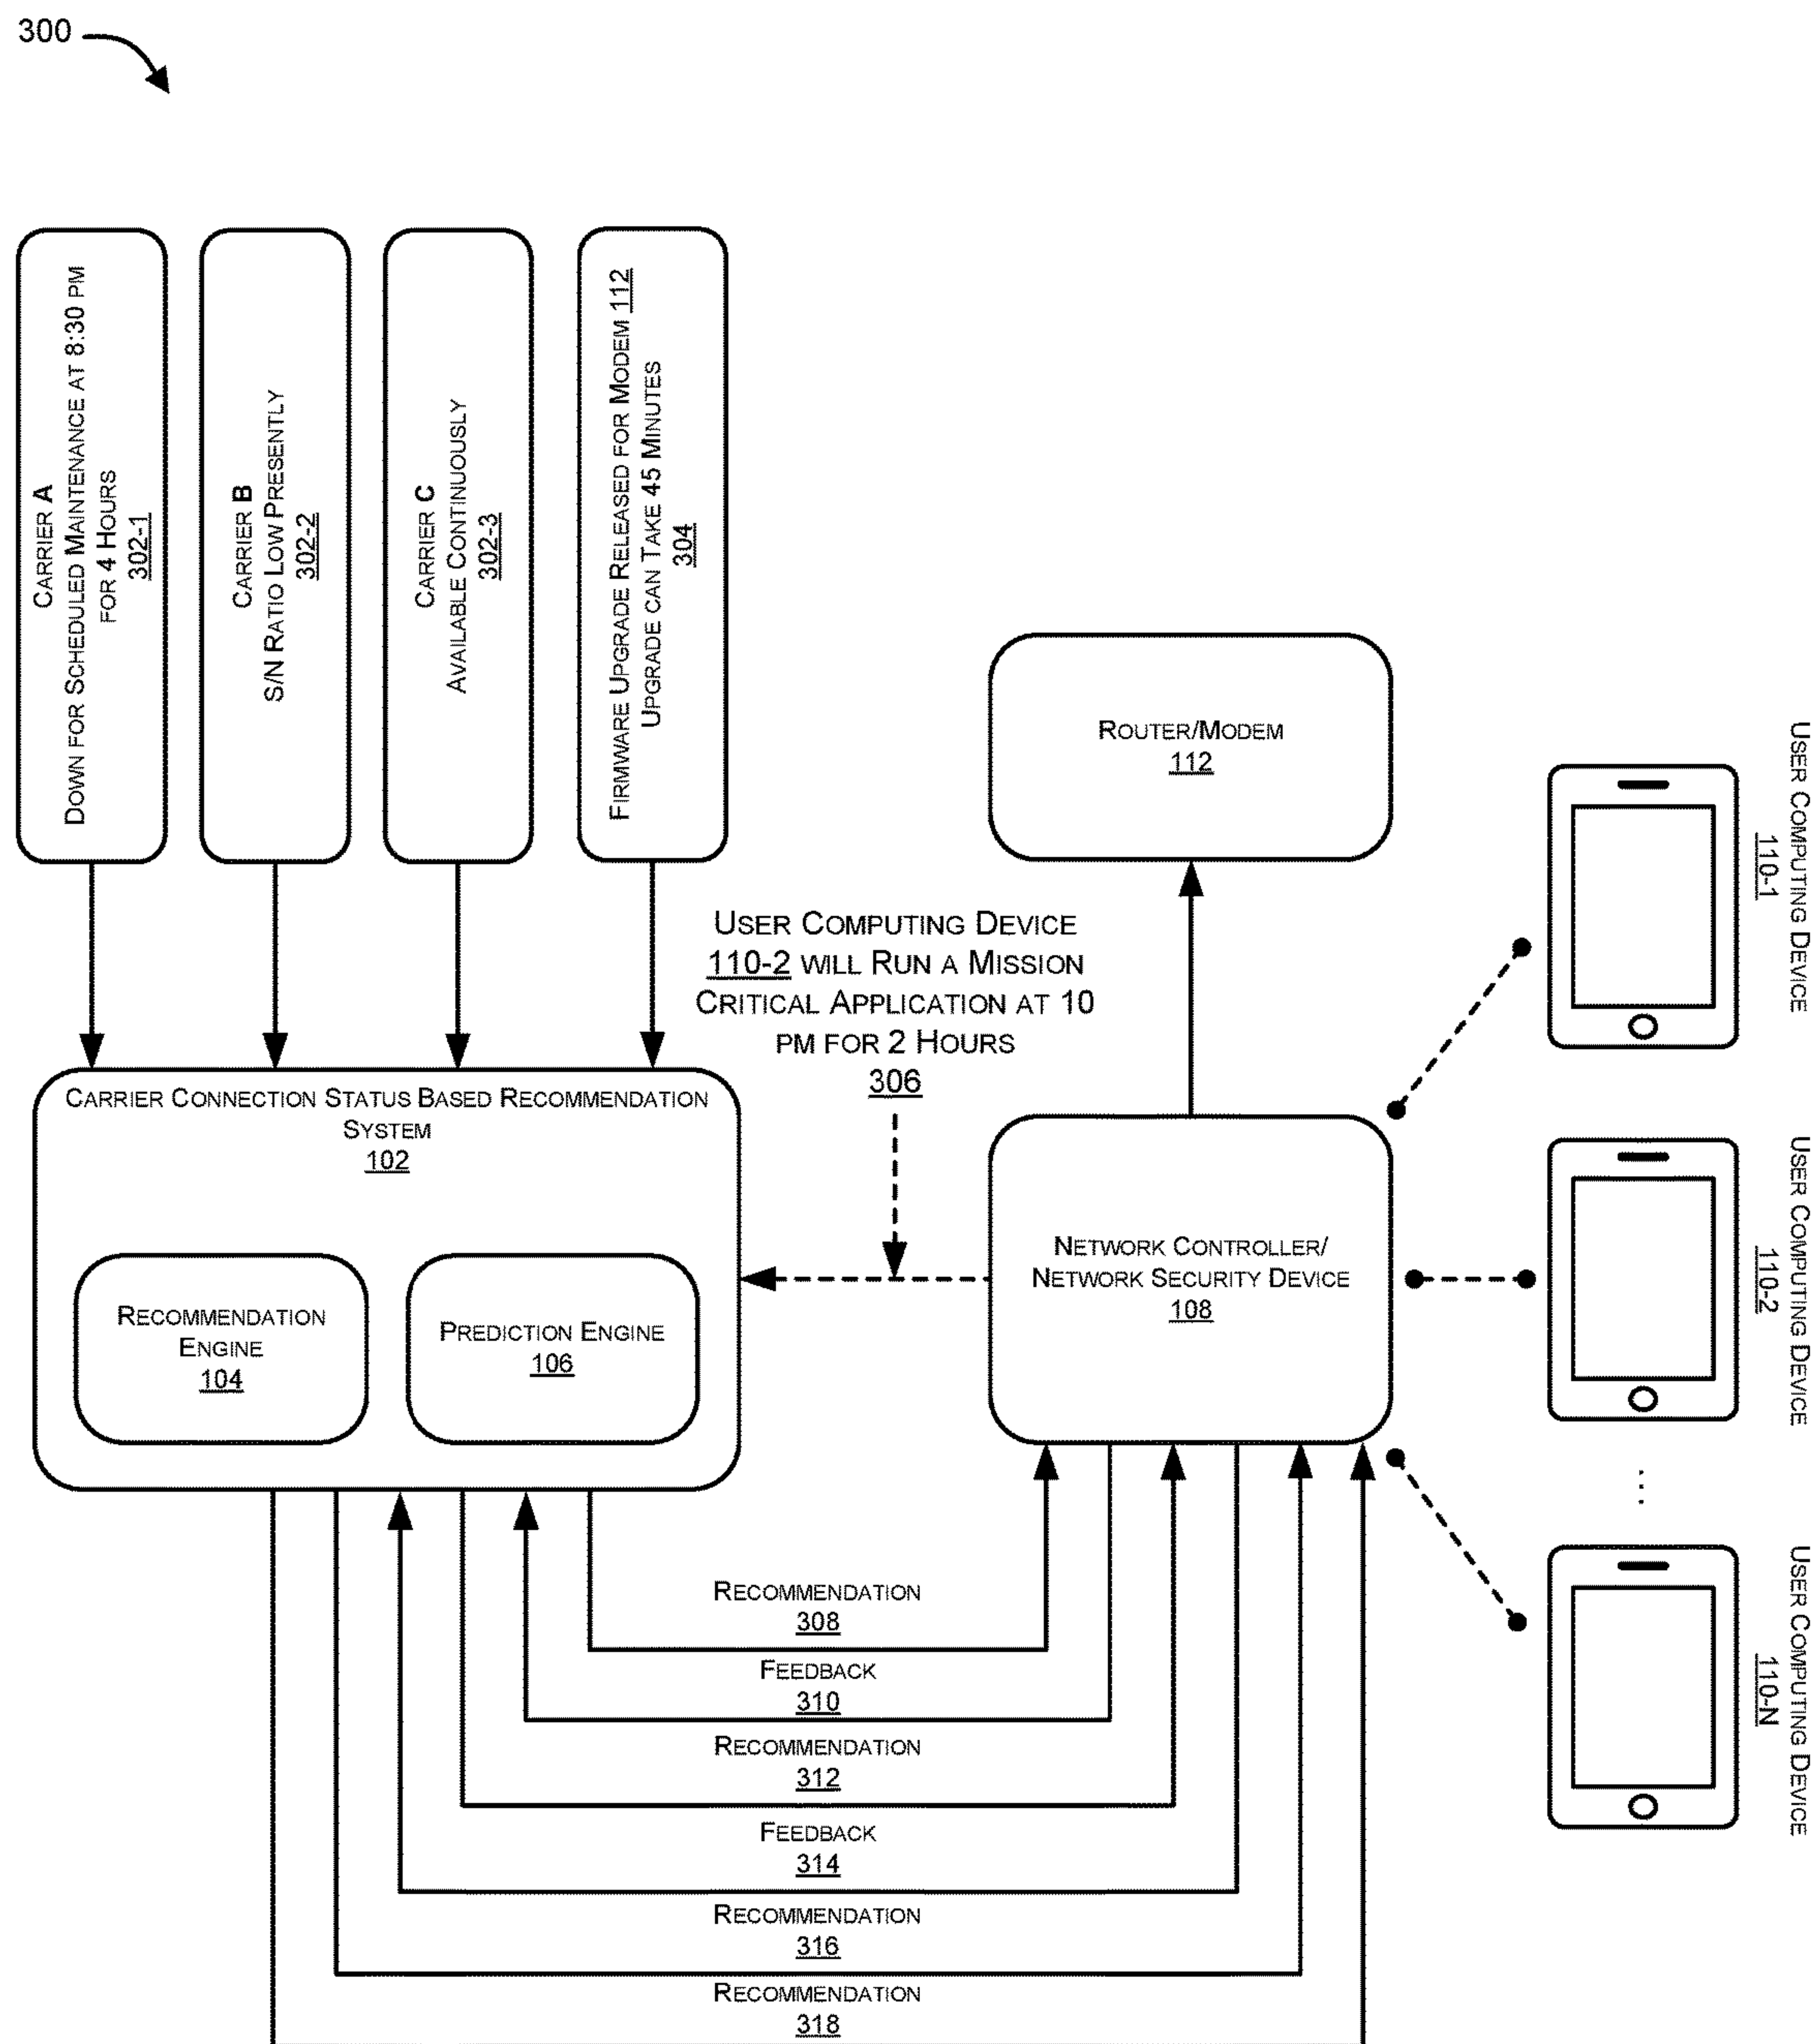 300
CARRIER A
DOWN FOR SCHEDULED MAINTENANCE AT 8:30 PM
FOR 4 HOURS
302-1
CARRIER B
S/N RATIO LOW PRESENTLY
302-2
CARRIER C
AVAILABLE CONTINUOUSLY
302-3
FIRMWARE UPGRADE RELEASED FOR MODEM 112
UPGRADE CAN TAKE 45 MINUTES
304
ROUTER/MODEM
112
USER COMPUTING DEVICE
110-1
USER COMPUTING DEVICE
110-2 WILL RUN A MISSION
CRITICAL APPLICATION AT 10
PM FOR 2 HOURS
306
CARRIER CONNECTION STATUS BASED RECOMMENDATION
SYSTEM
102
RECOMMENDATION
ENGINE
104
PREDICTION ENGINE
106
NETWORK CONTROLLER/
NETWORK SECURITY DEVICE
108
USER COMPUTING DEVICE
110-2
...
USER COMPUTING DEVICE
110-N
RECOMMENDATION
308
FEEDBACK
310
RECOMMENDATION
312
FEEDBACK
314
RECOMMENDATION
316
RECOMMENDATION
318